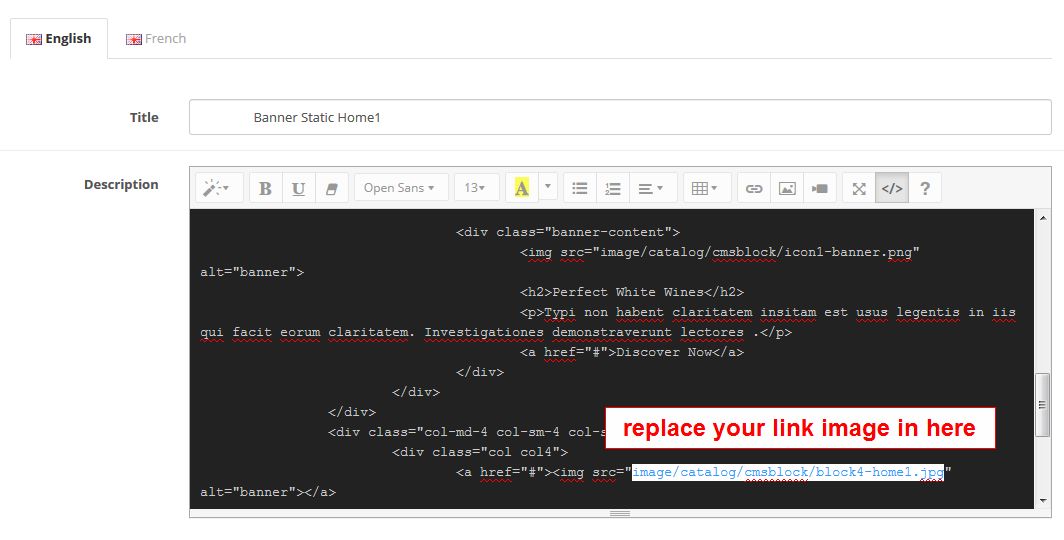 English French
Title Banner Static Home1
Description
B U Open Sans 13 A </> ?
<div class="banner-content">
<img src="image/catalog/cmsblock/icon1-banner.png"
alt="banner">
<h2>Perfect White Wines</h2>
<p>Typi non habent claritatem insitam est usus legentis in iis
qui facit eorum claritatem. Investigationes demonstraverunt lectores .</p>
<a href="#">Discover Now</a>
</div>
</div>
</div>
replace your link image in here
<div class="col-md-4 col-sm-4 col-s
<div class="col col4">
<a href="#"><img src="image/catalog/cmsblock/block4-home1.jpg"
alt="banner"></a>